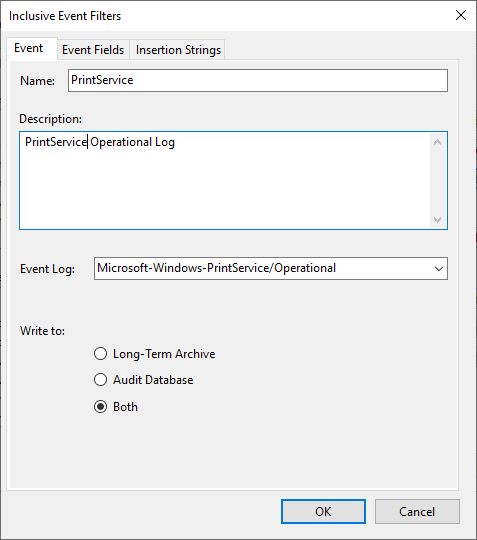 Inclusive Event Filters
Event Event Fields Insertion Strings
Name: PrintService
Description:
PrintService Operational Log
Event Log: Microsoft-Windows-PrintService/Operational
Write to:
Long-Term Archive
Audit Database
Both
OK Cancel